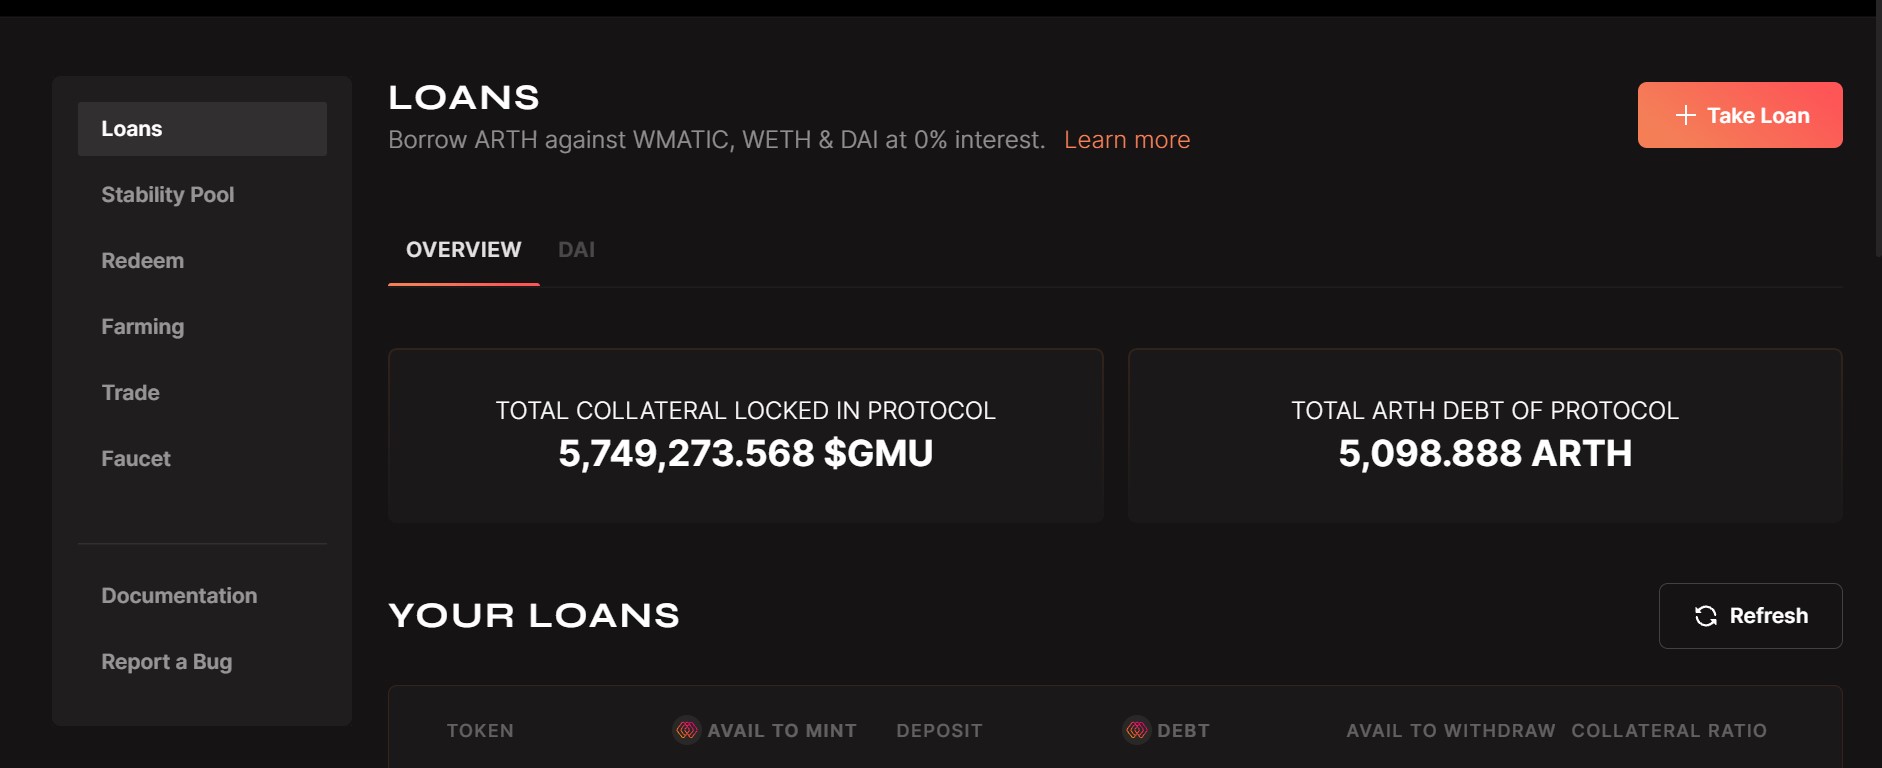 Loans
Stability Pool
Redeem
Farming
Trade
Faucet
Documentation
Report a Bug
LOANS
Borrow ARTH against WMATIC, WETH & DAI at 0% interest. Learn more
Take Loan
OVERVIEW DAI
TOTAL COLLATERAL LOCKED IN PROTOCOL
5,749,273.568 $GMU
TOTAL ARTH DEBT OF PROTOCOL
5,098.888 ARTH
YOUR LOANS
Refresh
TOKEN AVAIL TO MINT DEPOSIT DEBT AVAIL TO WITHDRAW COLLATERAL RATIO